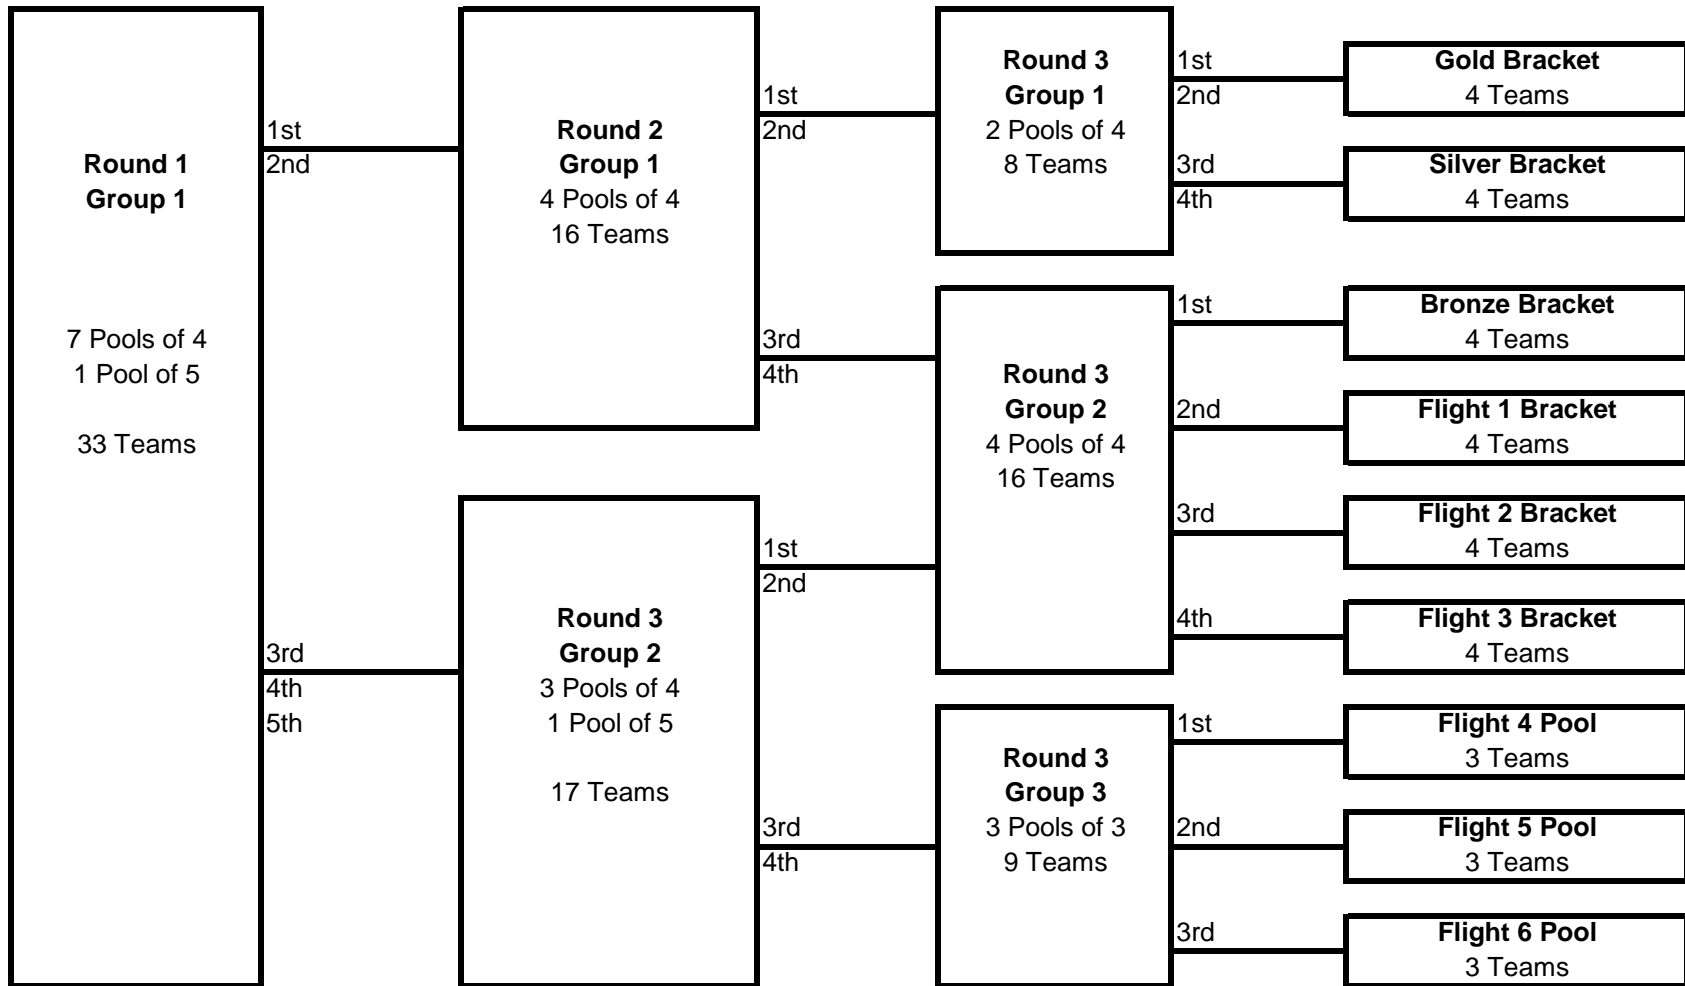 Round 1
Group 1
7 Pools of 4
1 Pool of 5
33 Teams
1st
2nd
3rd
4th
5th
Round 2
Group 1
4 Pools of 4
16 Teams
1st
2nd
3rd
4th
Round 3
Group 2
3 Pools of 4
1 Pool of 5
17 Teams
1st
2nd
3rd
4th
Round 3
Group 1
2 Pools of 4
8 Teams
1st
2nd
3rd
4th
Round 3
Group 2
4 Pools of 4
16 Teams
1st
2nd
3rd
4th
Round 3
Group 3
3 Pools of 3
9 Teams
1st
2nd
3rd
Gold Bracket
4 Teams
Silver Bracket
4 Teams
Bronze Bracket
4 Teams
Flight 1 Bracket
4 Teams
Flight 2 Bracket
4 Teams
Flight 3 Bracket
4 Teams
Flight 4 Pool
3 Teams
Flight 5 Pool
3 Teams
Flight 6 Pool
3 Teams